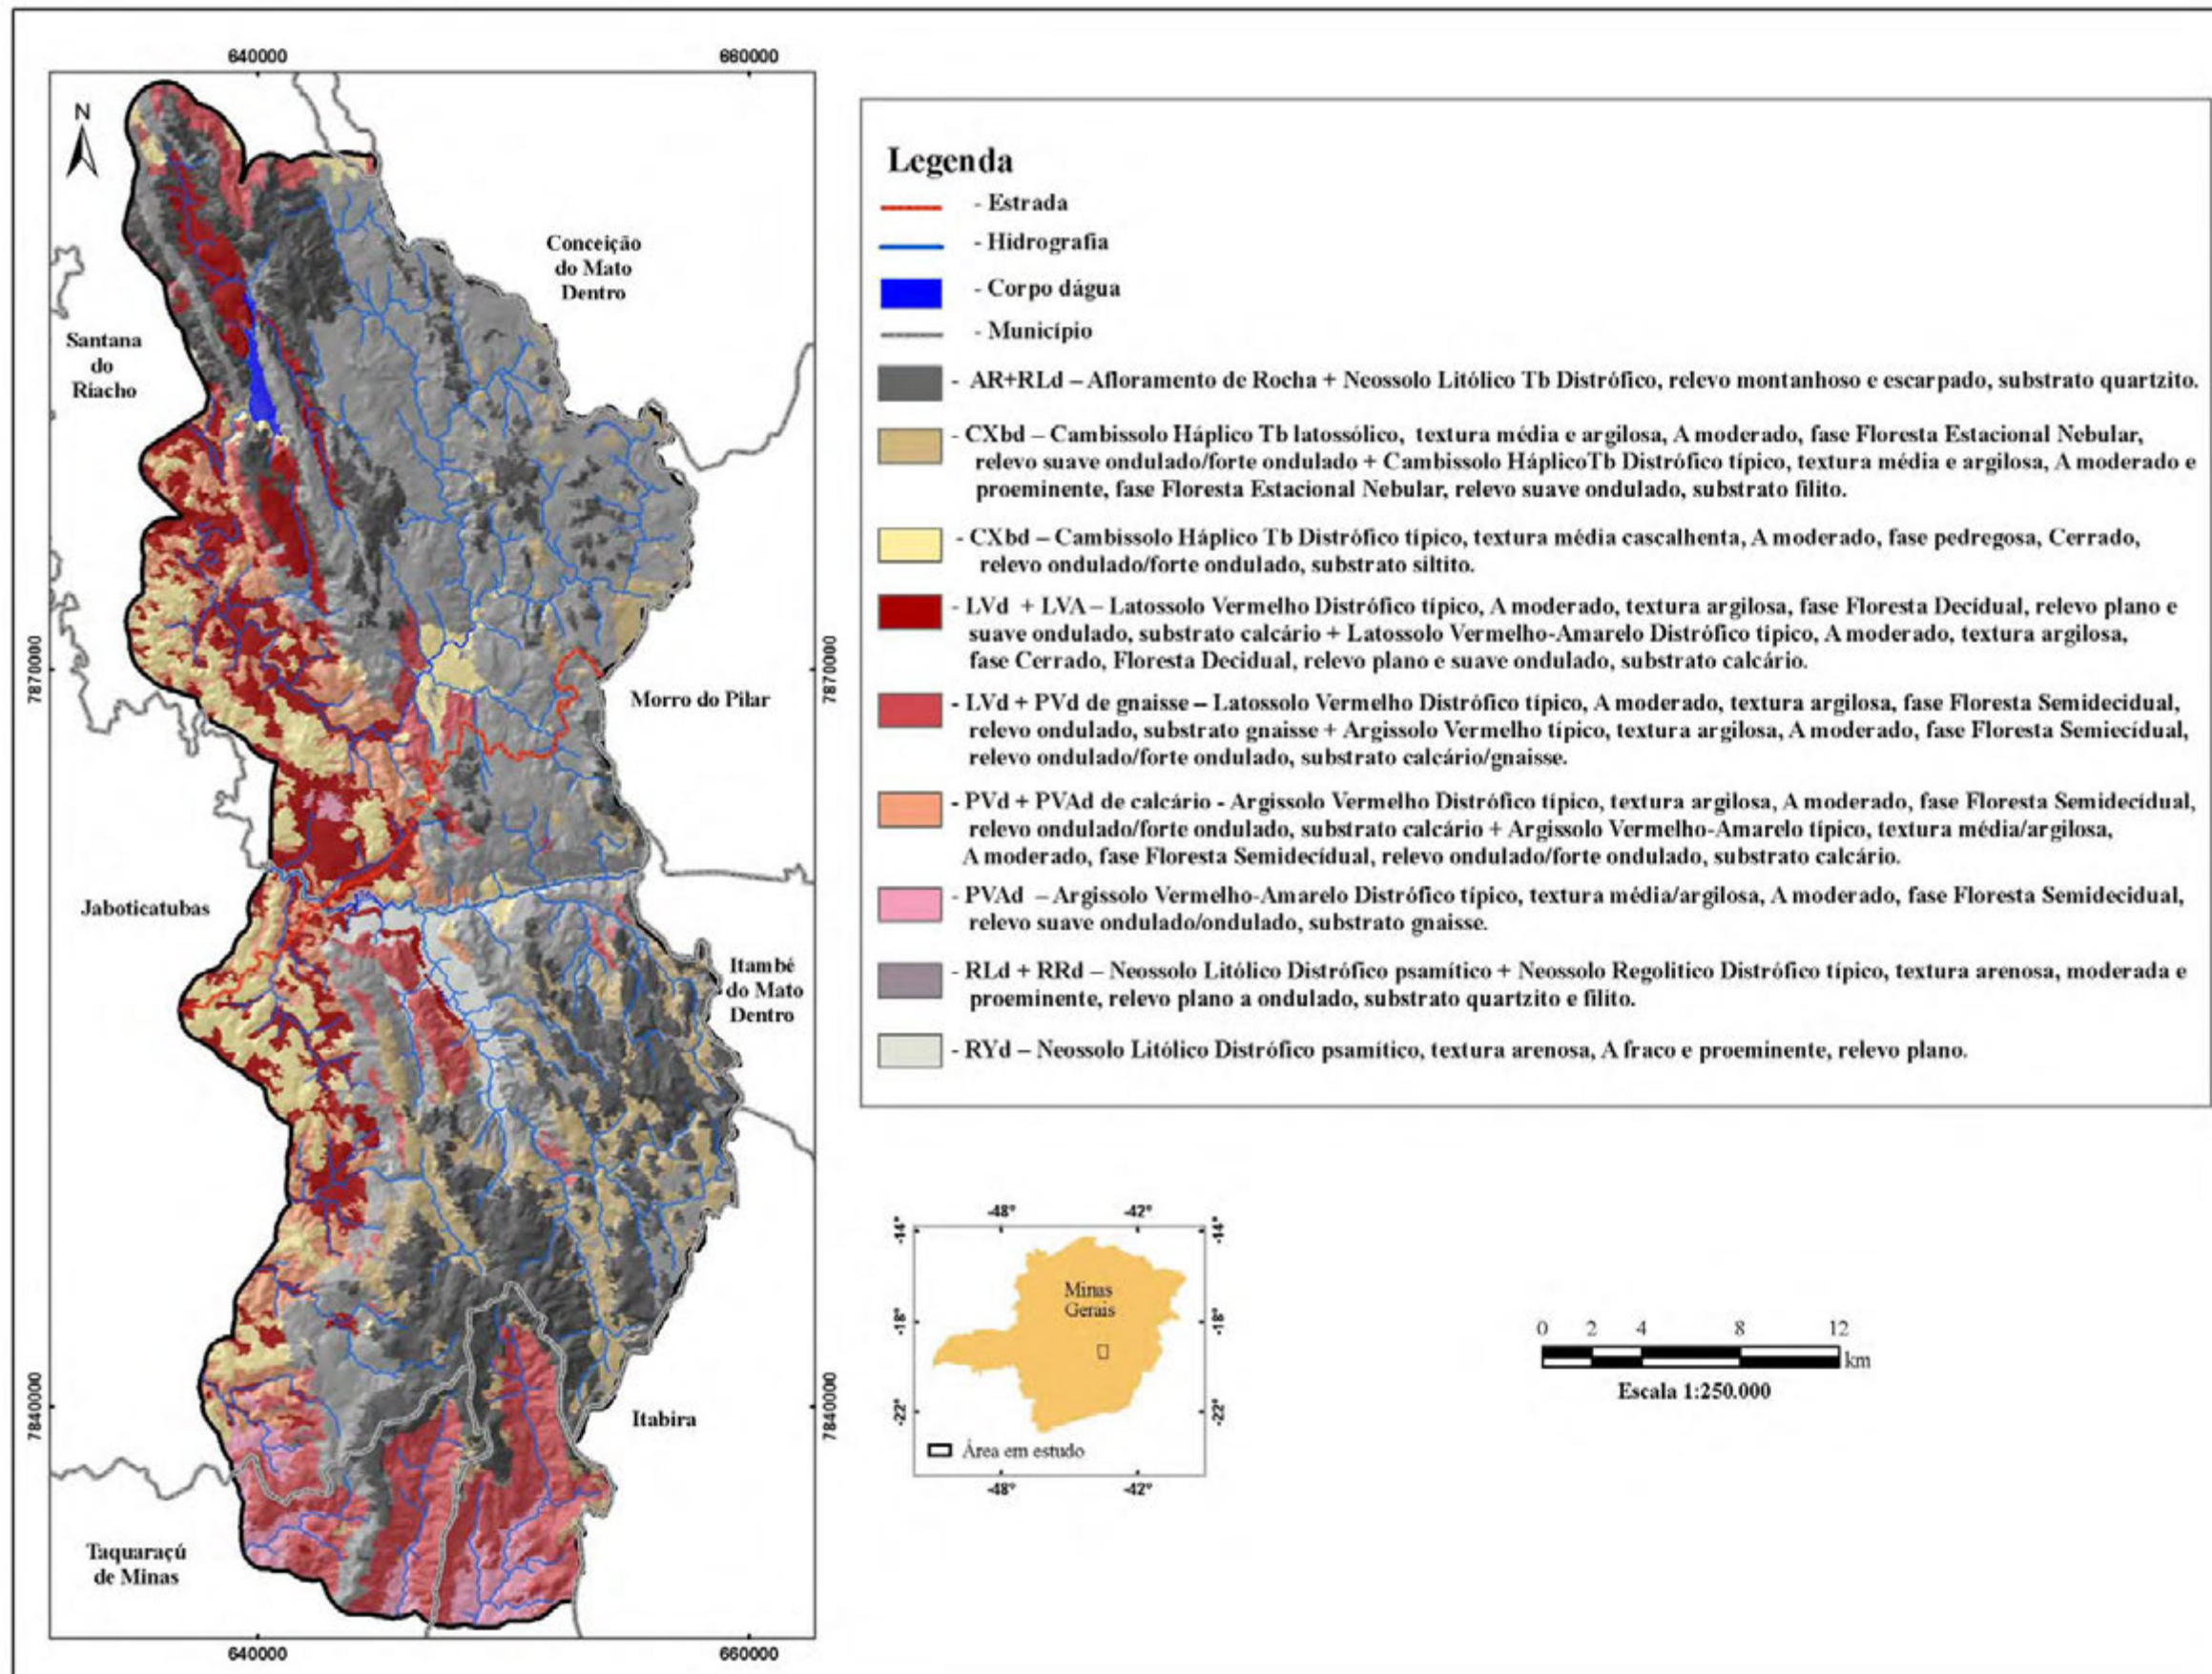 640000
660000
N
Conceição
do Mato
Dentro
Santana
do
Riacho
7870000
7870000
Morro do Pilar
Jaboticatubas
Itambé
do Mato
Dentro
7840000
7840000
Itabira
Taquaraçú
de Minas
640000
660000
Legenda
- Estrada
- Hidrografia
- Corpo dágua
- Município
- AR+RLd – Afloramento de Rocha + Neossolo Litólico Tb Distrófico, relevo montanhoso e escarpado, substrato quartzito.
- CXbd – Cambissolo Háplico Tb latossólico, textura média e argilosa, A moderado, fase Floresta Estacional Nebular,
relevo suave ondulado/forte ondulado + Cambissolo HáplicoTb Distrófico típico, textura média e argilosa, A moderado e
proeminente, fase Floresta Estacional Nebular, relevo suave ondulado, substrato filito.
- CXbd – Cambissolo Háplico Tb Distrófico típico, textura média cascalhenta, A moderado, fase pedregosa, Cerrado,
relevo ondulado/forte ondulado, substrato siltito.
- LVd + LVA – Latossolo Vermelho Distrófico típico, A moderado, textura argilosa, fase Floresta Decídual, relevo plano e
suave ondulado, substrato calcário + Latossolo Vermelho-Amarelo Distrófico típico, A moderado, textura argilosa,
fase Cerrado, Floresta Decidual, relevo plano e suave ondulado, substrato calcário.
- LVd + PVd de gnaisse – Latossolo Vermelho Distrófico típico, A moderado, textura argilosa, fase Floresta Semidecidual,
relevo ondulado, substrato gnaisse + Argissolo Vermelho típico, textura argilosa, A moderado, fase Floresta Semiecídual,
relevo ondulado/forte ondulado, substrato calcário/gnaisse.
- PVd + PVAd de calcário - Argissolo Vermelho Distrófico típico, textura argilosa, A moderado, fase Floresta Semidecídual,
relevo ondulado/forte ondulado, substrato calcário + Argissolo Vermelho-Amarelo típico, textura média/argilosa,
A moderado, fase Floresta Semidecídual, relevo ondulado/forte ondulado, substrato calcário.
- PVAd – Argissolo Vermelho-Amarelo Distrófico típico, textura média/argilosa, A moderado, fase Floresta Semidecidual,
relevo suave ondulado/ondulado, substrato gnaisse.
- RLd + RRd – Neossolo Litólico Distrófico psamítico + Neossolo Regolitico Distrófico típico, textura arenosa, moderada e
proeminente, relevo plano a ondulado, substrato quartzito e filito.
- RYd – Neossolo Litólico Distrófico psamítico, textura arenosa, A fraco e proeminente, relevo plano.
-48°
-42°
-14°
-14°
Minas
Gerais
-18°
-18°
-22°
-22°
Área em estudo
-48°
-42°
0 2 4 8 12
km
Escala 1:250.000